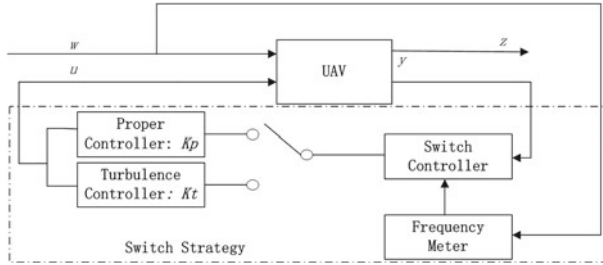 w
z
u
UAV
y
Proper
Controller: Kp
Switch
Controller
Turbulence
Controller: Kt
Frequency
Meter
Switch Strategy